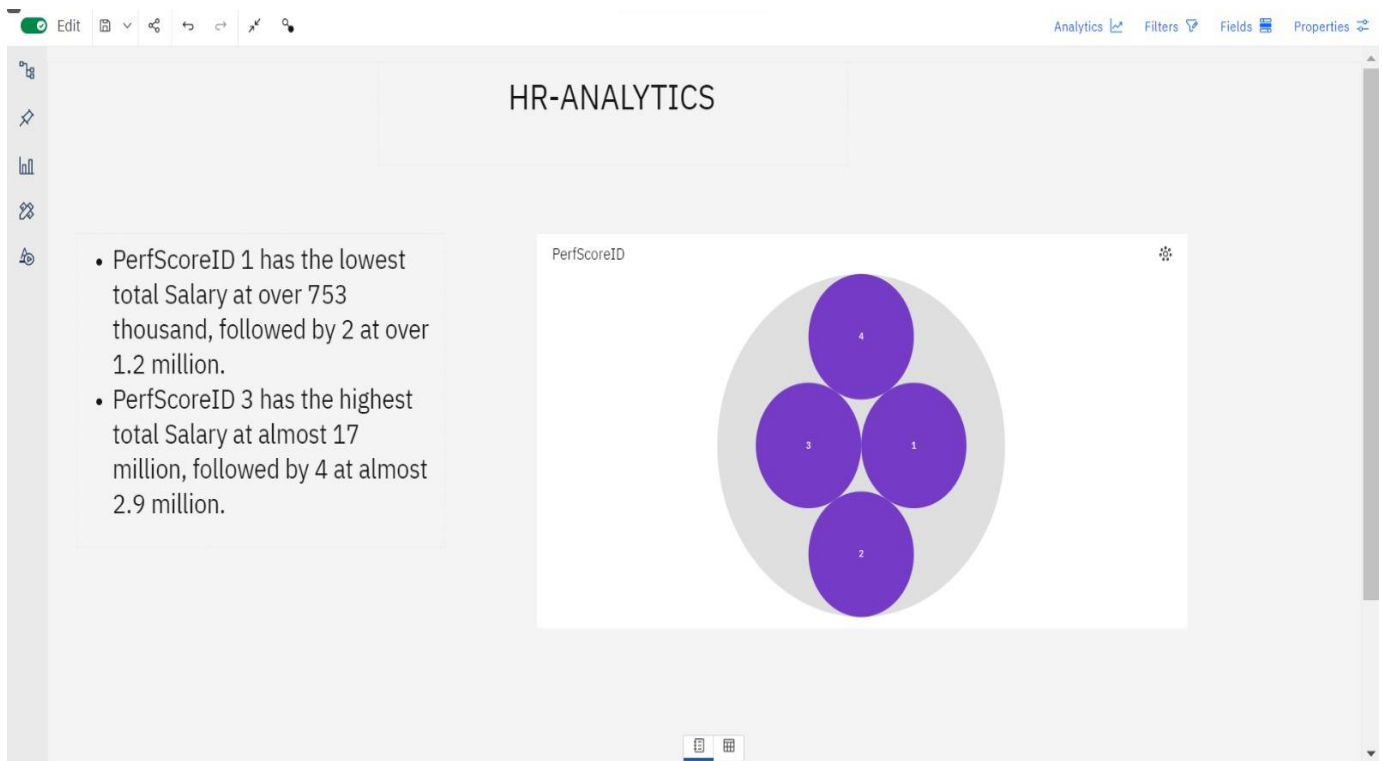 Edit
Analytics Filters Fields Properties
HR-ANALYTICS
• PerfScoreID 1 has the lowest
total Salary at over 753
thousand, followed by 2 at over
1.2 million.
• PerfScoreID 3 has the highest
total Salary at almost 17
million, followed by 4 at almost
2.9 million.
PerfScoreID
4
3 1
2